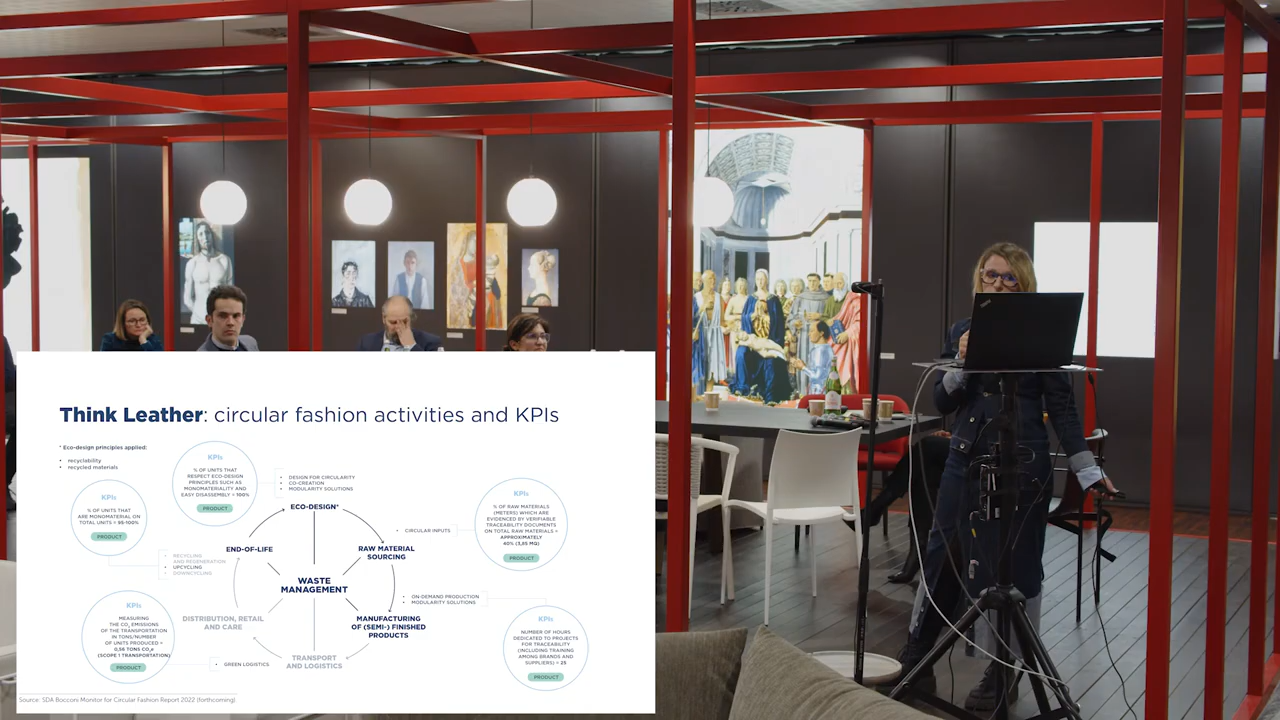 Think Leather: circular fashion activities and KPIs
* Eco-design principles applied:
• recyclability
• recycled materials
KPIs
% OF UNITS THAT
RESPECT ECO-DESIGN
PRINCIPLES SUCH AS
MONOMATERIALITY AND
EASY DISASSEMBLY = 100%
PRODUCT
• DESIGN FOR CIRCULARITY
• CO-CREATION
• MODULARITY SOLUTIONS
KPIs
% OF UNITS THAT
ARE MONOMATERIAL ON
TOTAL UNITS = 95-100%
PRODUCT
ECO-DESIGN*
KPIs
% OF RAW MATERIALS
(METERS) WHICH ARE
EVIDENCED BY VERIFIABLE
TRACEABILITY DOCUMENTS
ON TOTAL RAW MATERIALS =
APPROXIMATELY
40% (3,05 MQ)
PRODUCT
• CIRCULAR INPUTS
END-OF-LIFE
RAW MATERIAL
SOURCING
• RECYCLING
AND REGENERATION
• UPCYCLING
• DOWNCYCLING
WASTE
MANAGEMENT
• ON-DEMAND PRODUCTION
• MODULARITY SOLUTIONS
KPIs
MEASURING
THE CO2 EMISSIONS
OF THE TRANSPORTATION
IN TONS/NUMBER
OF UNITS PRODUCED =
0,58 TONS CO2e
(SCOPE 1 TRANSPORTATION)
PRODUCT
DISTRIBUTION, RETAIL
AND CARE
MANUFACTURING
OF (SEMI-) FINISHED
PRODUCTS
KPIs
NUMBER OF HOURS
DEDICATED TO PROJECTS
FOR TRACEABILITY
(INCLUDING TRAINING
AMONG BRANDS AND
SUPPLIERS) = 25
PRODUCT
TRANSPORT
AND LOGISTICS
• GREEN LOGISTICS
Source: SDA Bocconi Monitor for Circular Fashion Report 2022 (forthcoming)